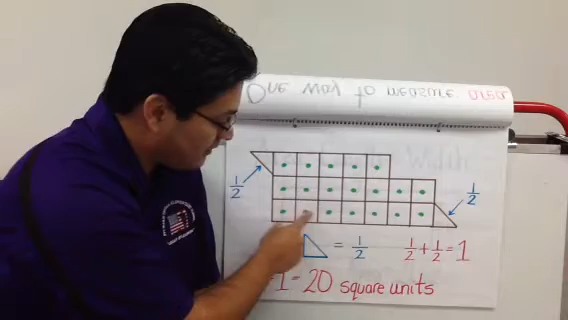 ONE way to measure area
1/2
1/2
= 1/2
1/2 + 1/2 = 1
1 = 20 square units